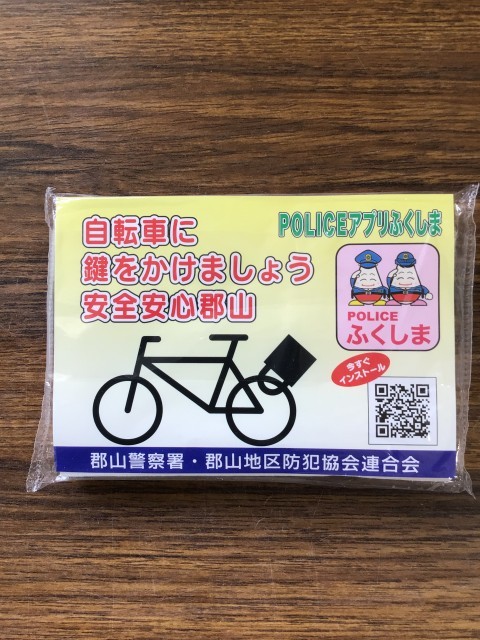 自転車に
鍵をかけましょう
安全安心郡山
POLICEアプリふくしま
POLICE
ふくしま
今すぐ
インストール
郡山警察署・郡山地区防犯協会連合会